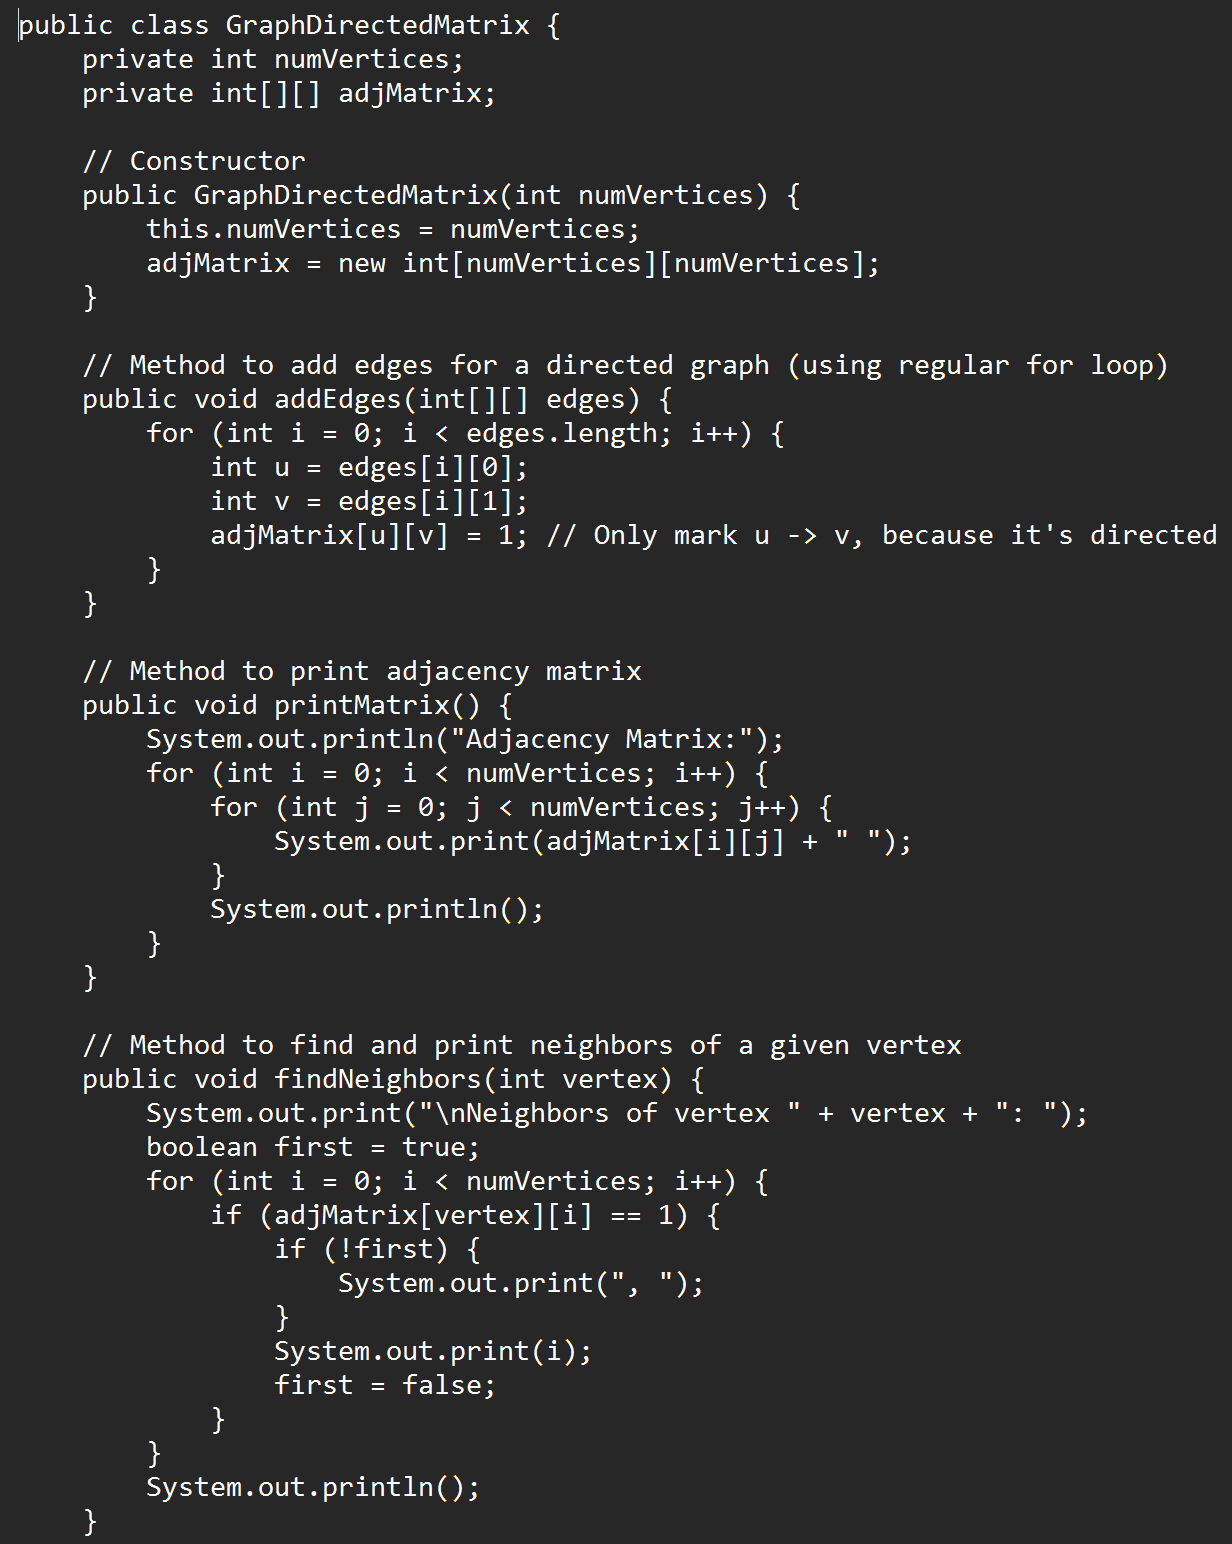 public class GraphDirectedMatrix {
    private int numVertices;
    private int[][] adjMatrix;

    // Constructor
    public GraphDirectedMatrix(int numVertices) {
        this.numVertices = numVertices;
        adjMatrix = new int[numVertices][numVertices];
    }

    // Method to add edges for a directed graph (using regular for loop)
    public void addEdges(int[][] edges) {
        for (int i = 0; i < edges.length; i++) {
            int u = edges[i][0];
            int v = edges[i][1];
            adjMatrix[u][v] = 1; // Only mark u -> v, because it's directed
        }
    }

    // Method to print adjacency matrix
    public void printMatrix() {
        System.out.println("Adjacency Matrix:");
        for (int i = 0; i < numVertices; i++) {
            for (int j = 0; j < numVertices; j++) {
                System.out.print(adjMatrix[i][j] + " ");
            }
            System.out.println();
        }
    }

    // Method to find and print neighbors of a given vertex
    public void findNeighbors(int vertex) {
        System.out.print("\nNeighbors of vertex " + vertex + ": ");
        boolean first = true;
        for (int i = 0; i < numVertices; i++) {
            if (adjMatrix[vertex][i] == 1) {
                if (!first) {
                    System.out.print(", ");
                }
                System.out.print(i);
                first = false;
            }
        }
        System.out.println();
    }